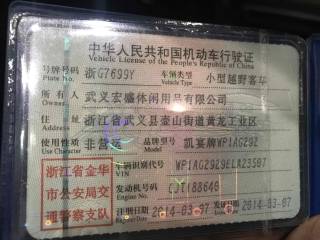 中华人民共和国机动车行驶证
Vehicle License of the People's Republic of China
号牌号码 浙G7699Y 车辆类型 小型越野客车
Plate No. Vehicle Type
所有人 武义宏盛休闲用品有限公司
Owner
住址 浙江省武义县壶山街道黄龙工业区
Address
使用性质 非营运 品牌型号 凯宴牌WP1AG292
Use Character Model
浙江省金华
市公安局交
通警察支队
车辆识别代号
VIN
发动机号码
Engine No.
注册日期 2014-03-07 发证日期 2014-03-07
Register Date Issue Date